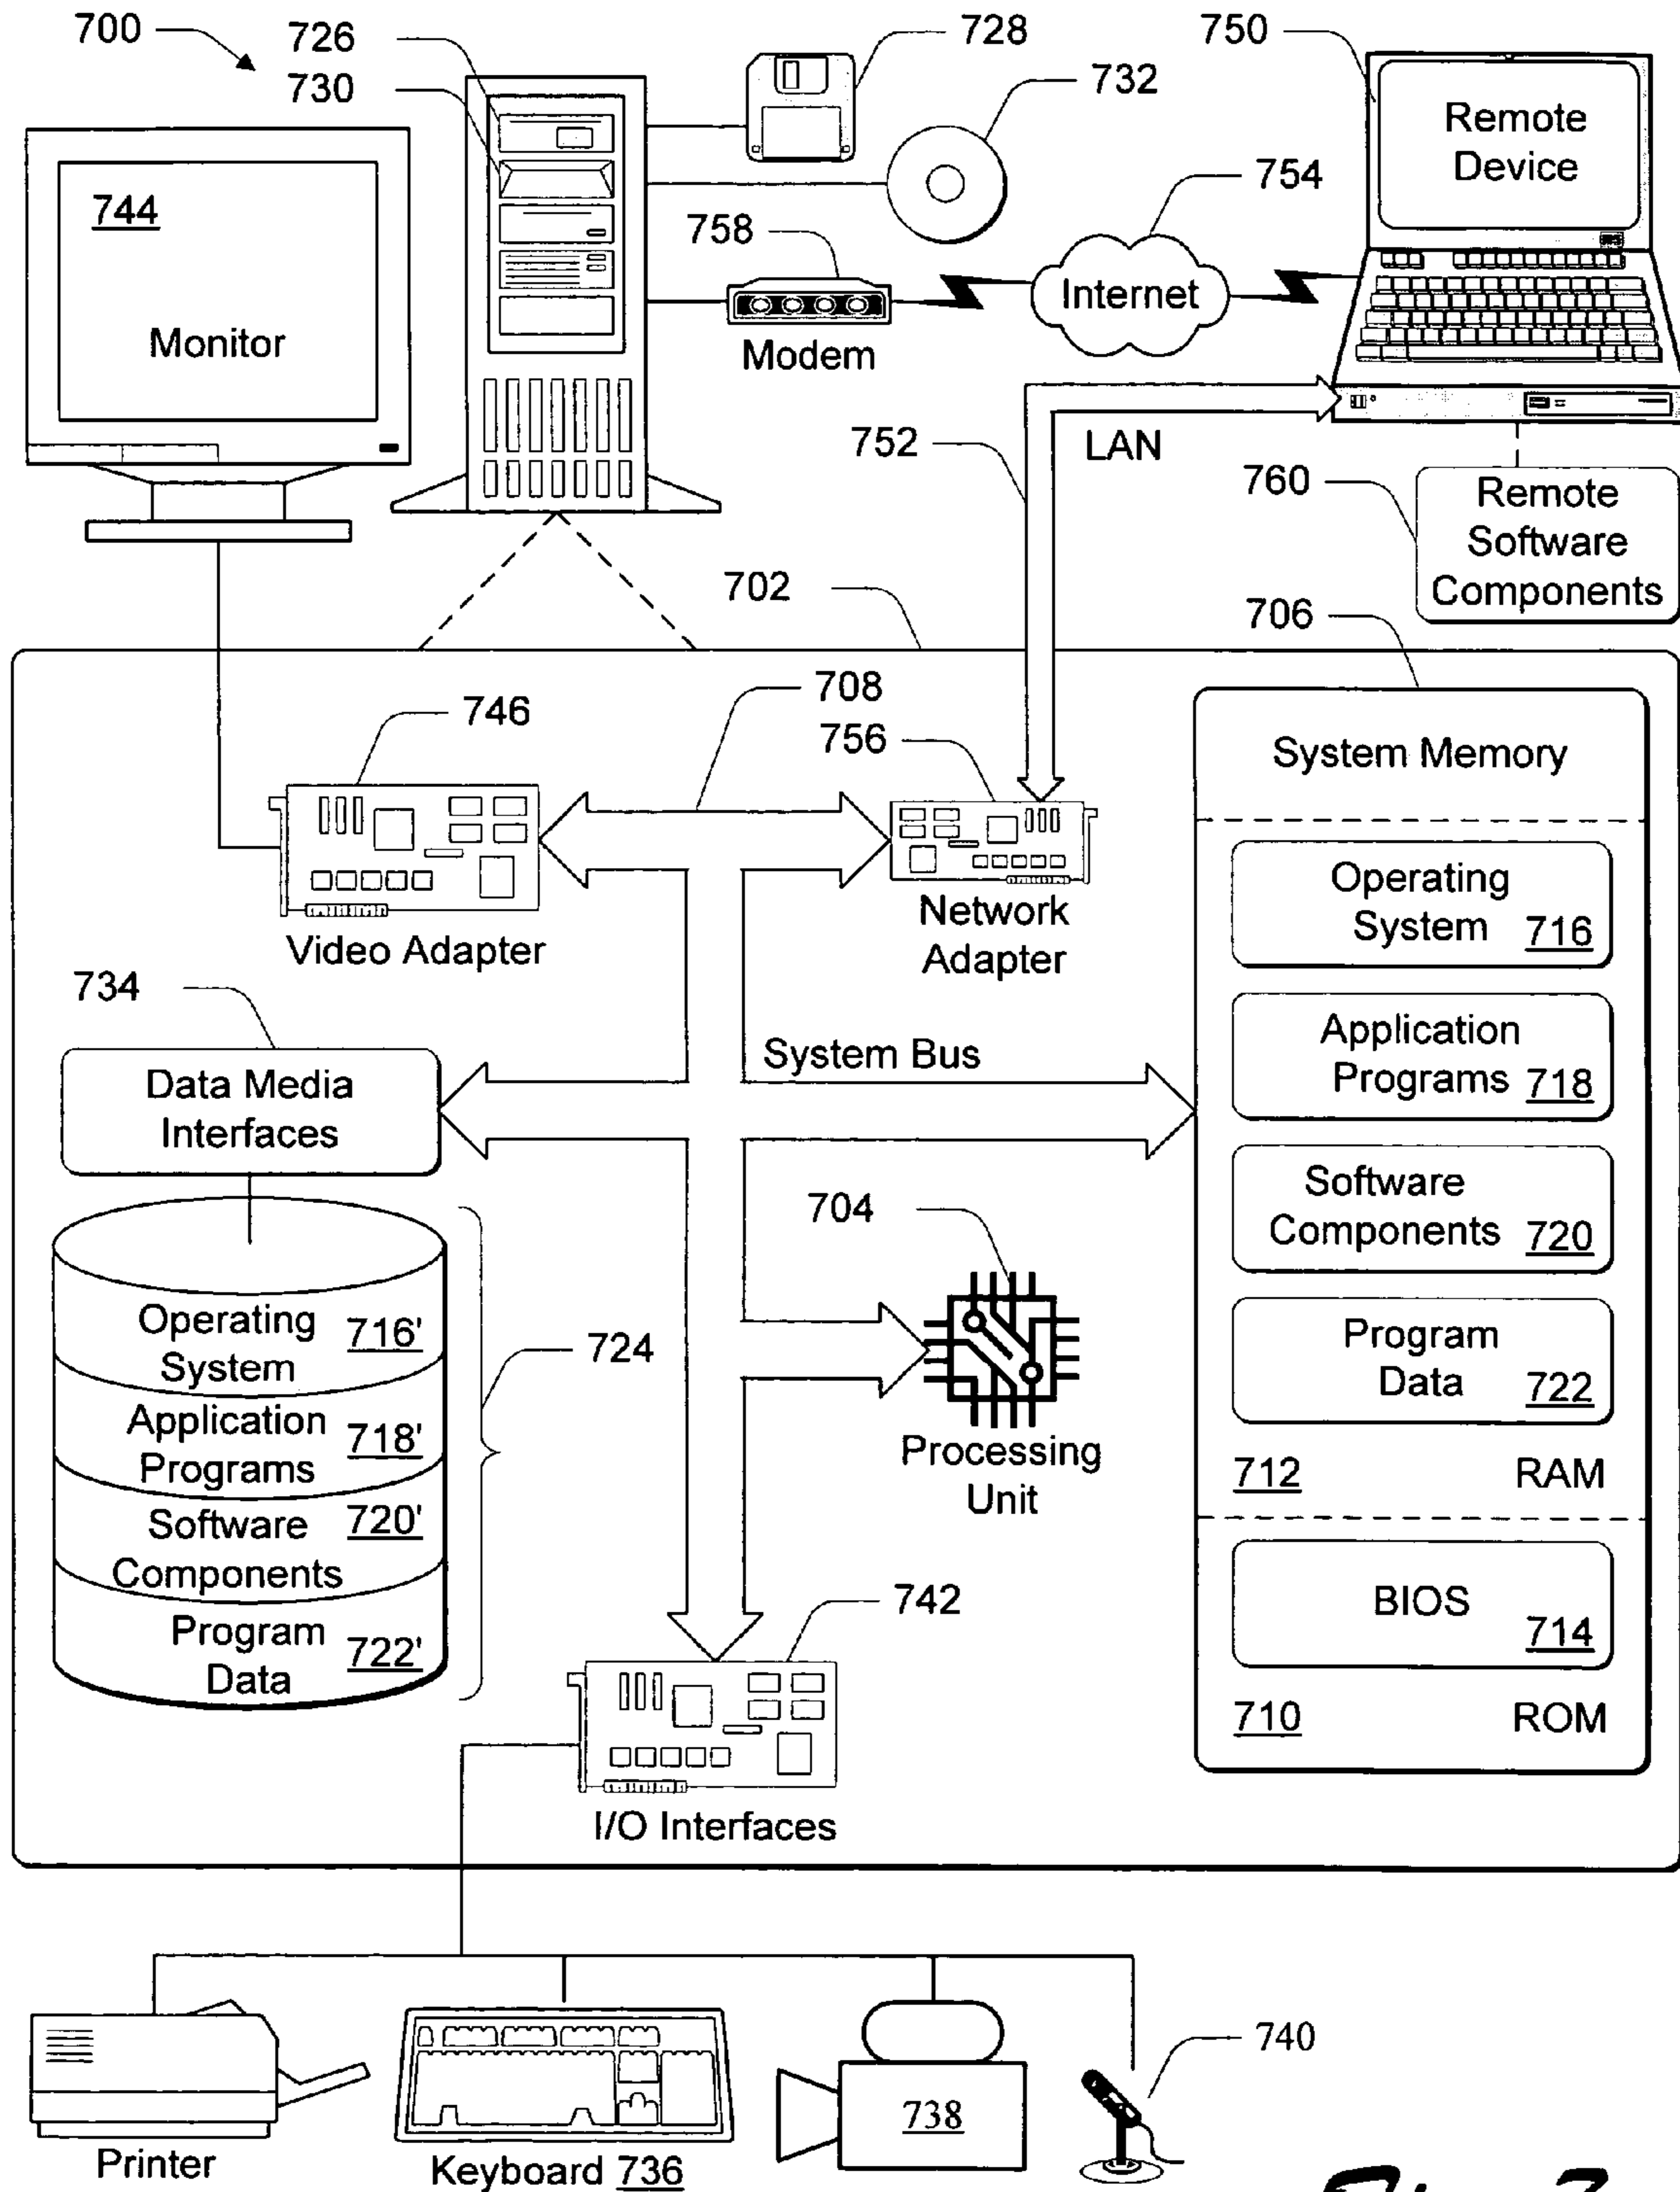 700
726
730
728
732
750
Remote
Device
744
Monitor
758
754
Internet
Modem
752
LAN
760
Remote
Software
Components
702
706
708
746
756
System Memory
Video Adapter
Network
Adapter
Operating
System 716
734
Data Media
Interfaces
System Bus
Application
Programs 718
704
Software
Components 720
Operating
System 716'
724
Program
Data 722
Application
Programs 718'
Processing
Unit
712 RAM
Software
Components 720'
742
BIOS
714
Program
Data 722'
710 ROM
I/O Interfaces
740
738
Printer
Keyboard 736